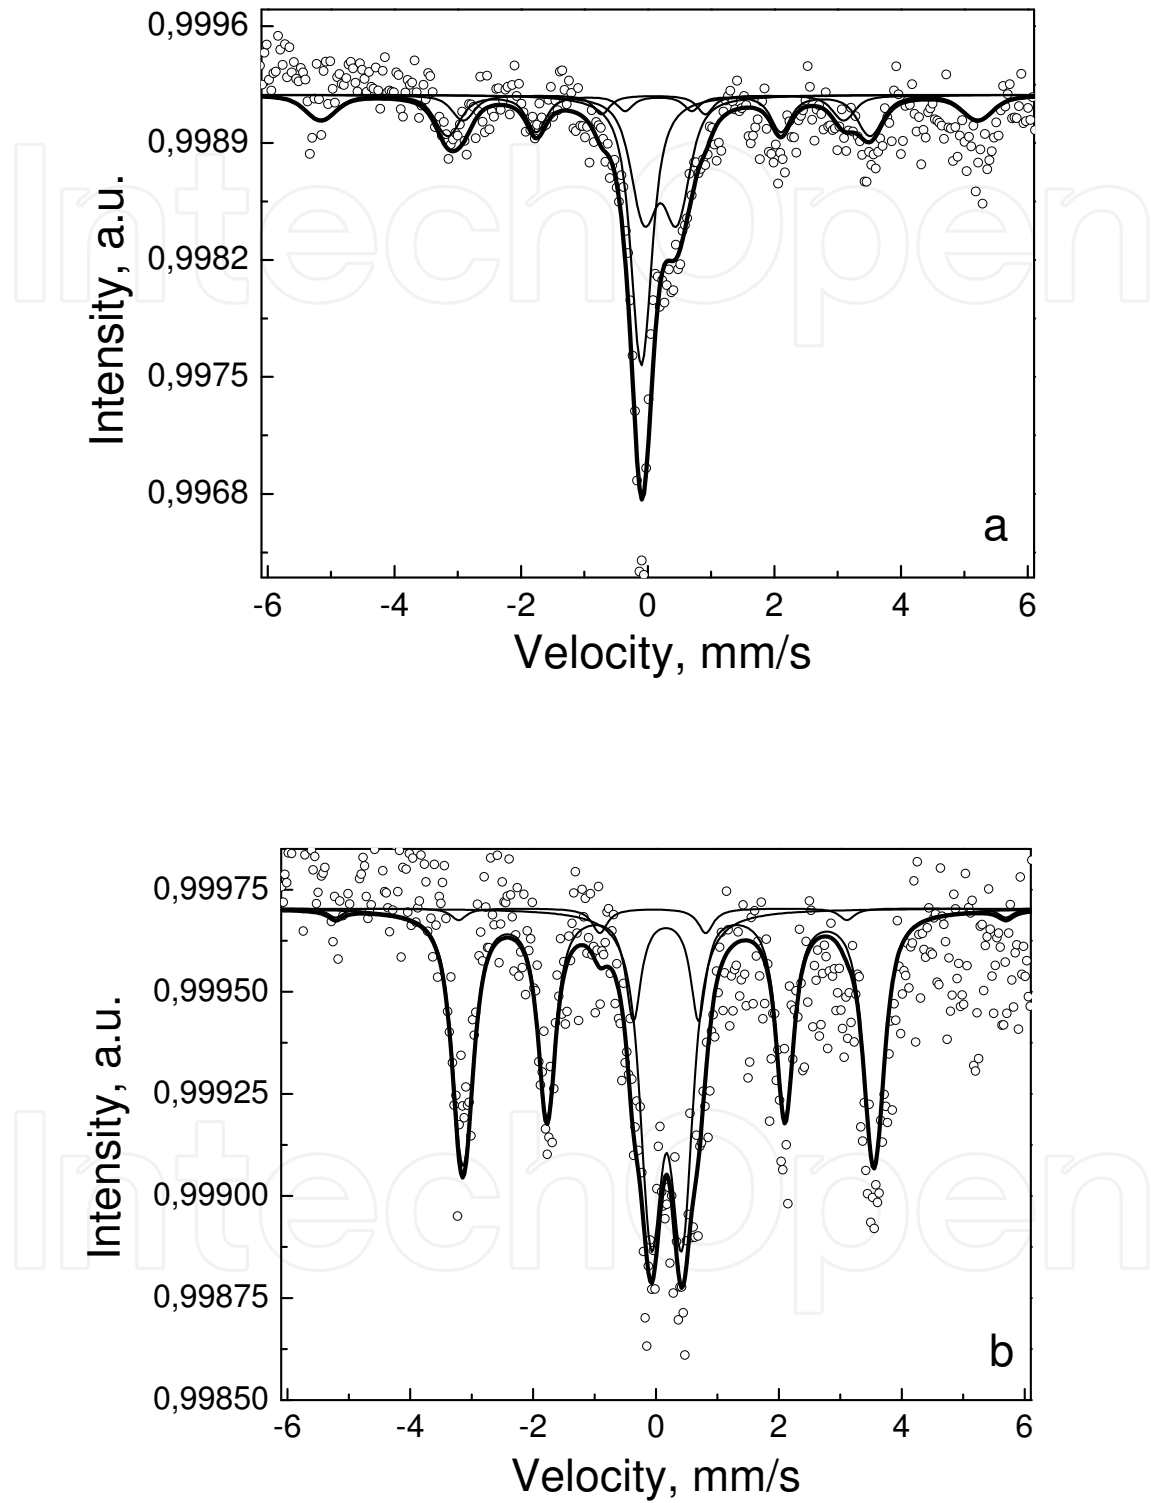 0,9996
0,9989
0,9982
0,9975
0,9968
Intensity, a.u.
a
-6 -4 -2 0 2 4 6
Velocity, mm/s
IntechOpen
0,99975
0,99950
0,99925
0,99900
0,99875
0,99850
Intensity, a.u.
b
-6 -4 -2 0 2 4 6
Velocity, mm/s
IntechOpen